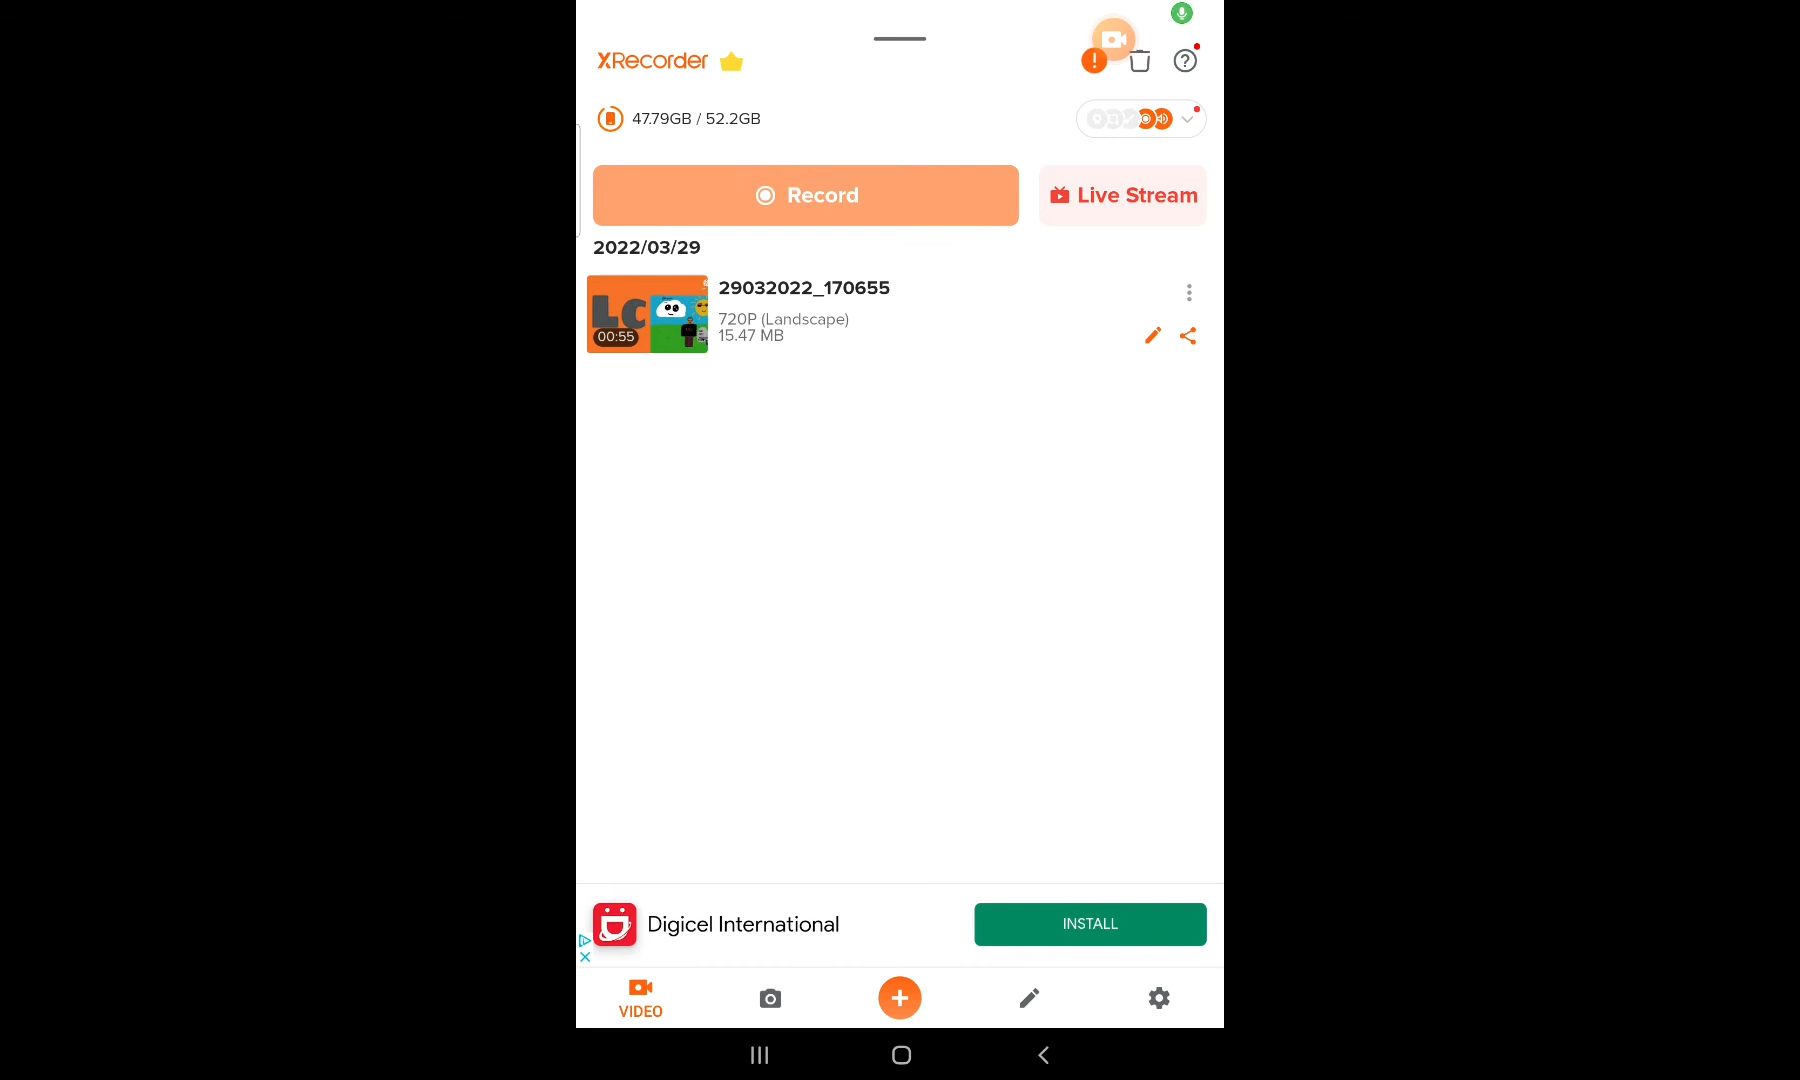 XRecorder
47.79GB / 52.2GB
Record
Live Stream
2022/03/29
Lc
00:55
29032022_170655
720P (Landscape)
15.47 MB
Digicel International
INSTALL
VIDEO